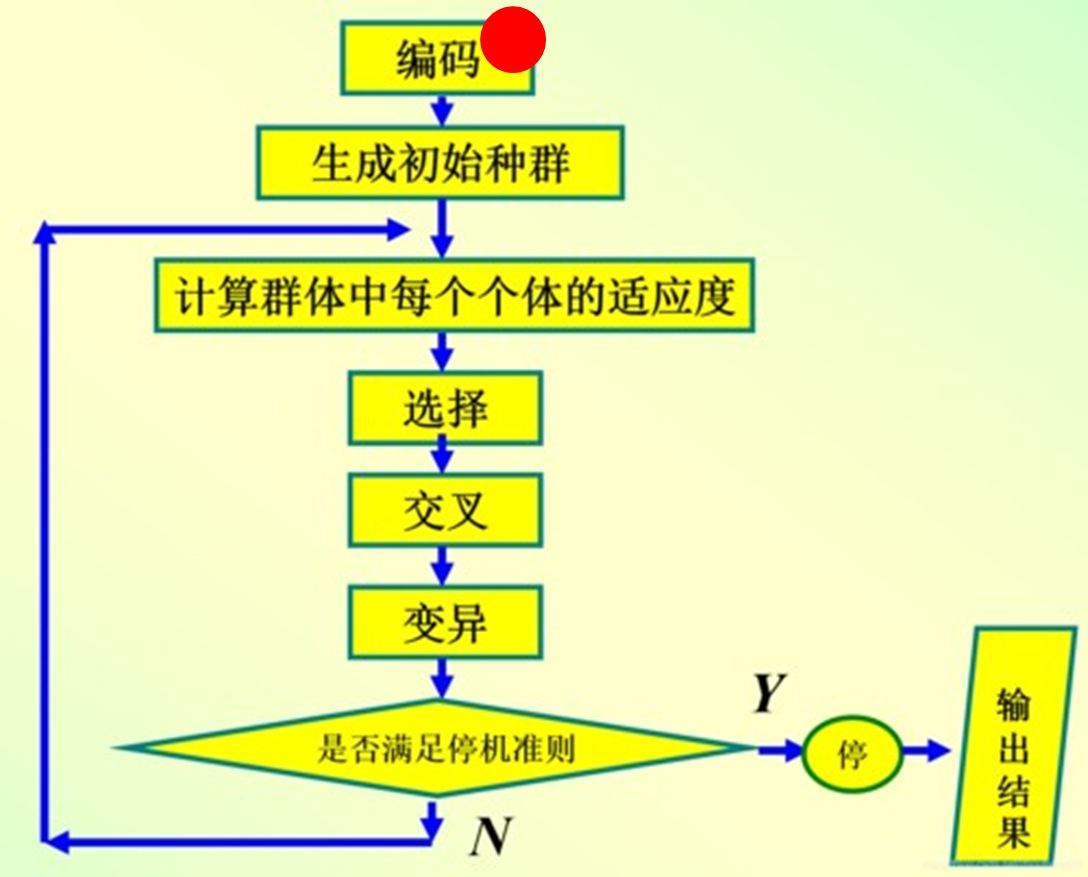 编码
生成初始种群
计算群体中每个个体的适应度
选择
交叉
变异
是否满足停机准则
Y
停
输
出
结
果
N